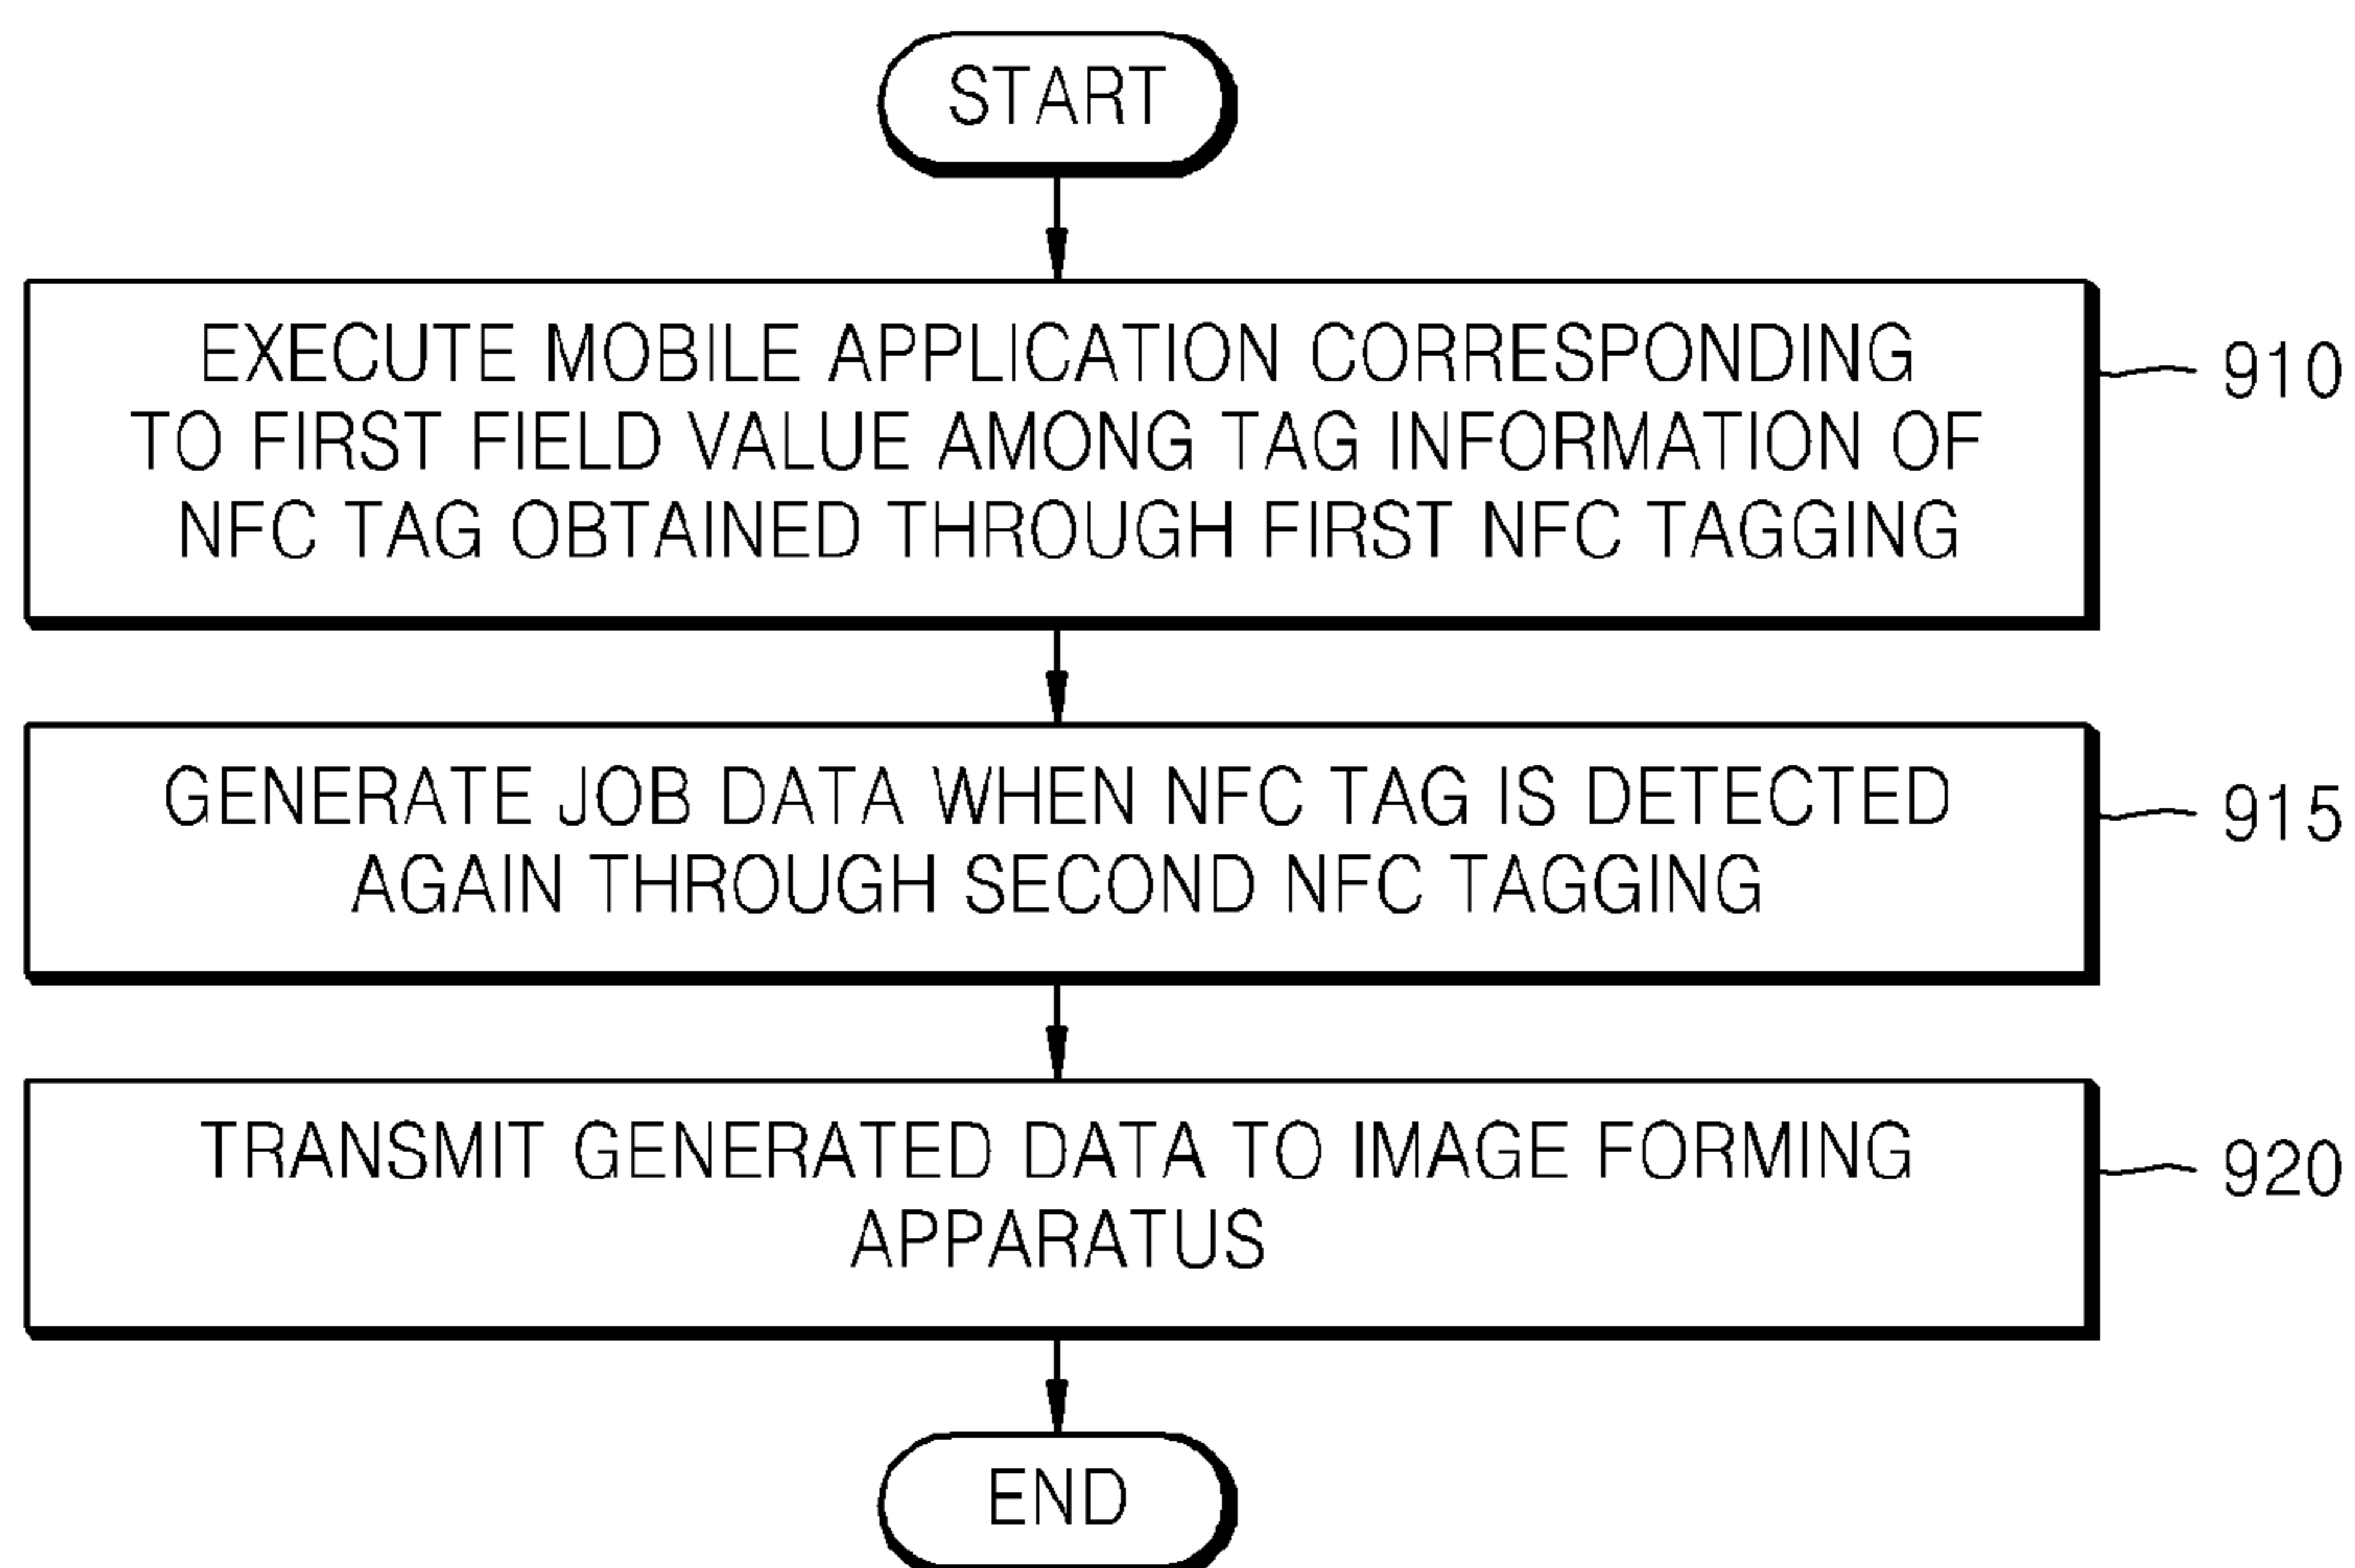 START
EXECUTE MOBILE APPLICATION CORRESPONDING
TO FIRST FIELD VALUE AMONG TAG INFORMATION OF
NFC TAG OBTAINED THROUGH FIRST NFC TAGGING
910
GENERATE JOB DATA WHEN NFC TAG IS DETECTED
AGAIN THROUGH SECOND NFC TAGGING
915
TRANSMIT GENERATED DATA TO IMAGE FORMING
APPARATUS
920
END